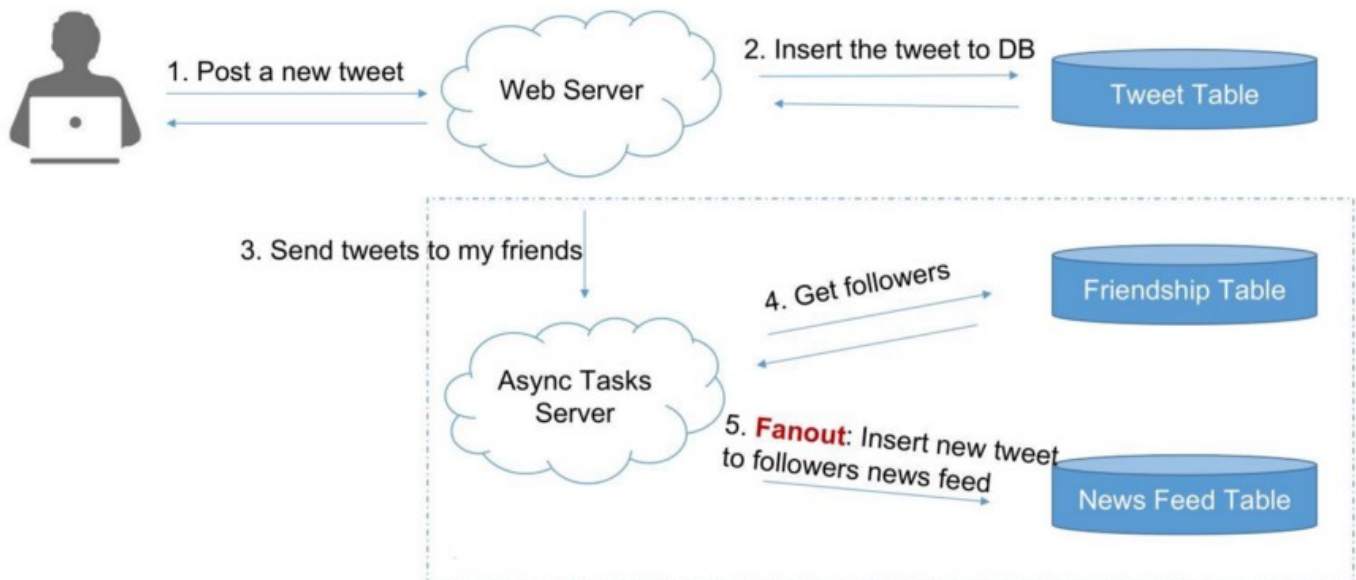 1. Post a new tweet
Web Server
2. Insert the tweet to DB
Tweet Table
3. Send tweets to my friends
4. Get followers
Friendship Table
Async Tasks
Server
5. Fanout: Insert new tweet
to followers news feed
News Feed Table